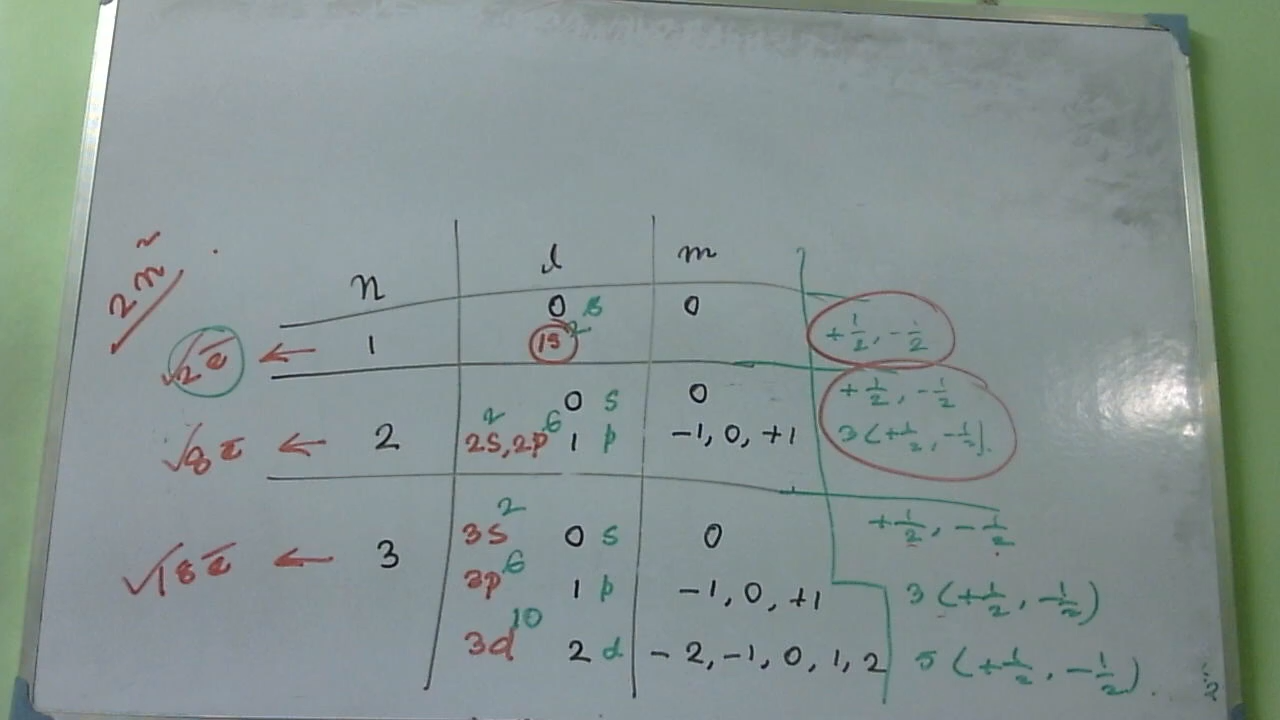 2n²
n l m
0 s 0
√2ē ← 1 1s² +1/2, -1/2
0 s 0 +1/2, -1/2
√8ē ← 2 2s², 2p⁶ 1 p -1, 0, +1 3(+1/2, -1/2).
3s² 0 s 0 +1/2, -1/2
√18ē ← 3
3p⁶ 1 p -1, 0, +1 3(+1/2, -1/2)
3d¹⁰ 2 d -2, -1, 0, 1, 2 5(+1/2, -1/2).